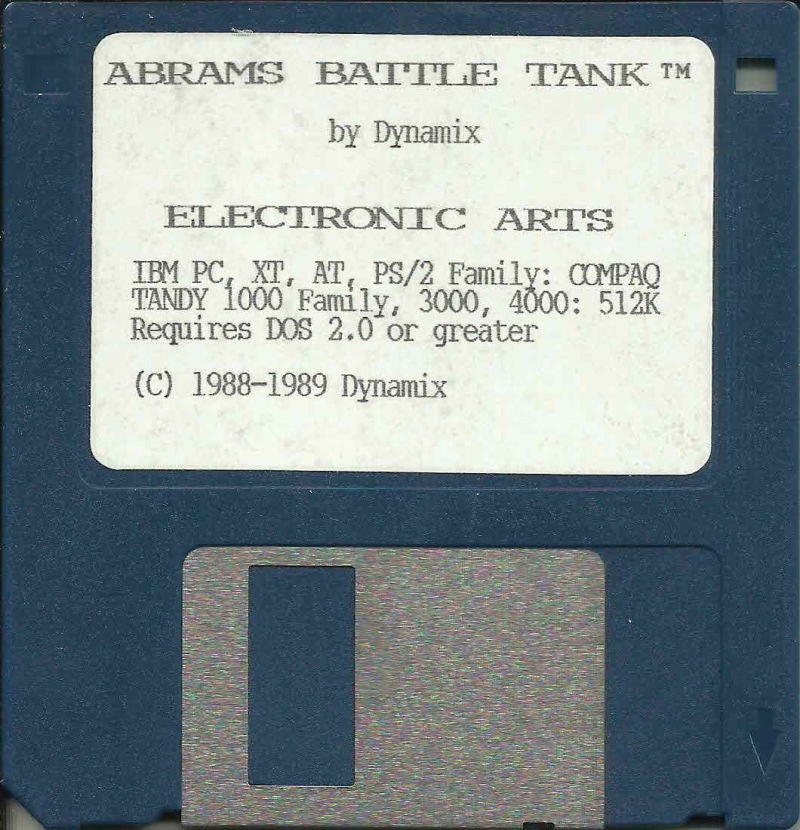 ABRAMS BATTLE TANK™
by Dynamix
ELECTRONIC ARTS
IBM PC, XT, AT, PS/2 Family: COMPAQ
TANDY 1000 Family, 3000, 4000: 512K
Requires DOS 2.0 or greater
(C) 1988-1989 Dynamix